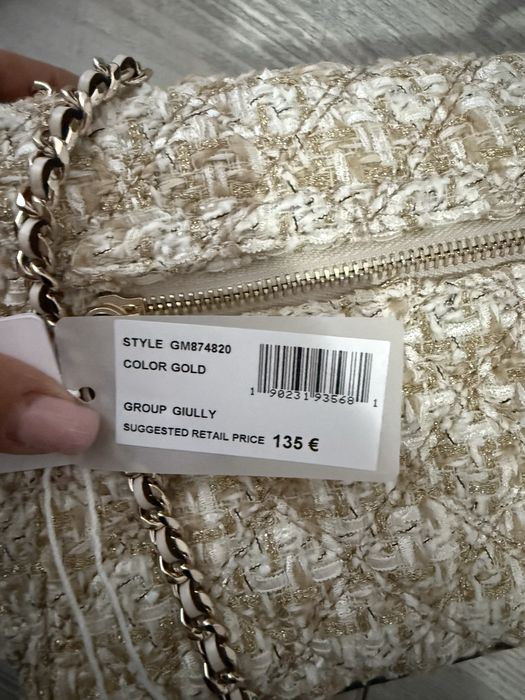 STYLE GM874820
COLOR GOLD
1 90231 93568 1
GROUP GIULLY
SUGGESTED RETAIL PRICE 135 €